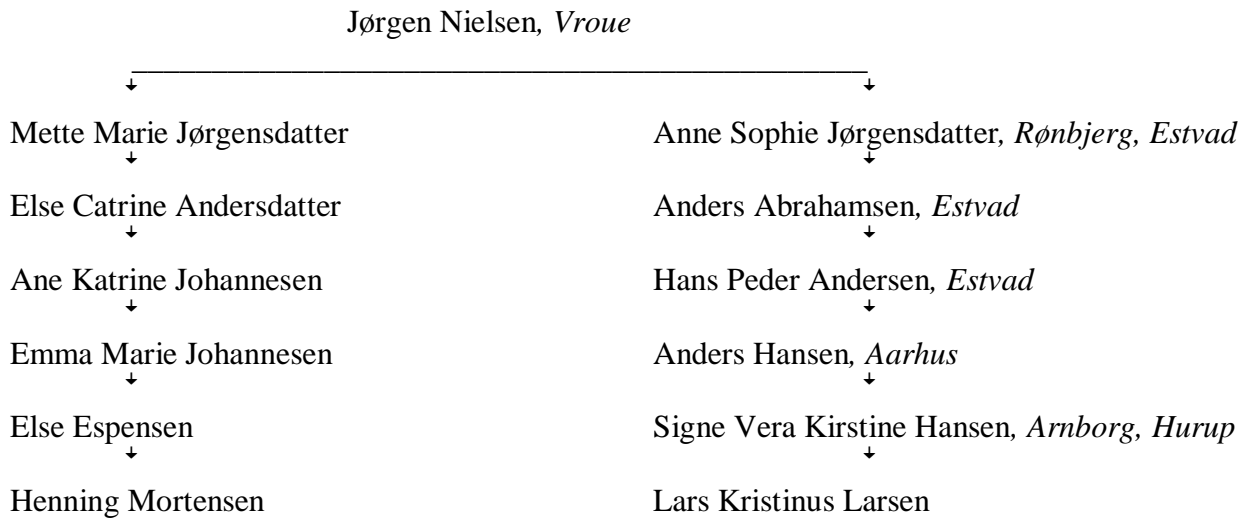 Jørgen Nielsen, Vroue
Mette Marie Jørgensdatter Anne Sophie Jørgensdatter, Rønbjerg, Estvad
Else Catrine Andersdatter Anders Abrahamsen, Estvad
Ane Katrine Johannesen Hans Peder Andersen, Estvad
Emma Marie Johannesen Anders Hansen, Aarhus
Else Espensen Signe Vera Kirstine Hansen, Arnborg, Hurup
Henning Mortensen Lars Kristinus Larsen